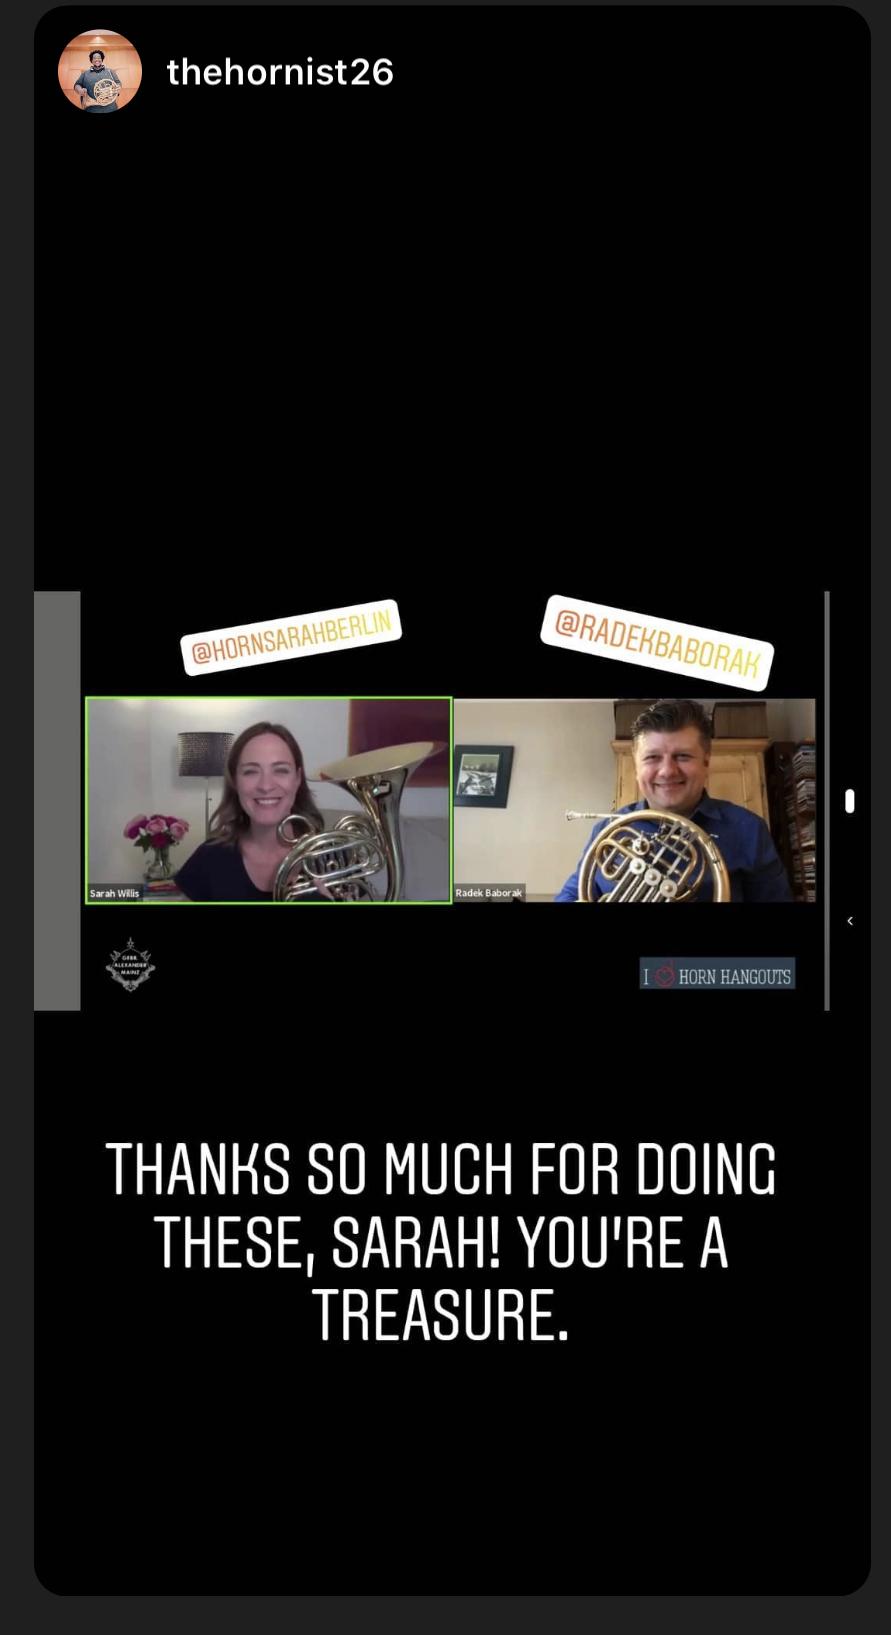 thehornist26
@HORNSARAHBERLIN
@RADEKBABORAK
Sarah Willis
Radek Baborak
GEBR.
ALEXANDER
MAINZ
I HORN HANGOUTS
THANKS SO MUCH FOR DOING
THESE, SARAH! YOU'RE A
TREASURE.